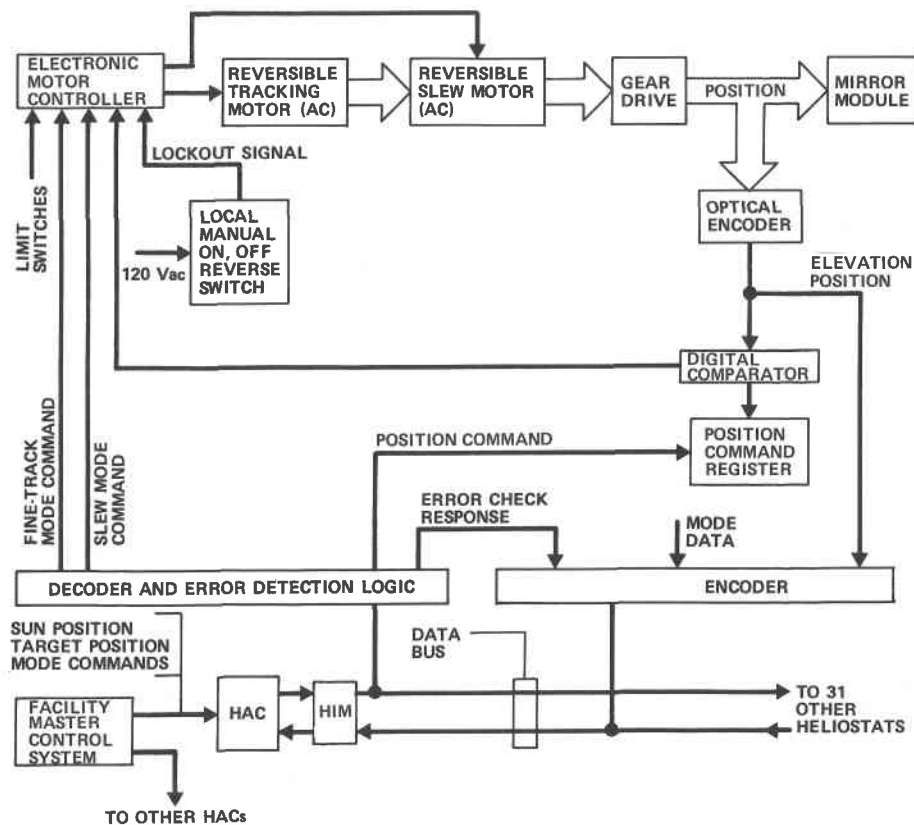 ELECTRONIC
MOTOR
CONTROLLER
REVERSIBLE
TRACKING
MOTOR (AC)
REVERSIBLE
SLEW MOTOR
(AC)
GEAR
DRIVE
POSITION
MIRROR
MODULE
LOCKOUT SIGNAL
LIMIT
SWITCHES
LOCAL
MANUAL
ON, OFF
REVERSE
SWITCH
120 Vac
OPTICAL
ENCODER
ELEVATION
POSITION
DIGITAL
COMPARATOR
POSITION
COMMAND
REGISTER
POSITION COMMAND
FINE-TRACK
MODE COMMAND
SLEW MODE
COMMAND
ERROR CHECK
RESPONSE
MODE
DATA
DECODER AND ERROR DETECTION LOGIC
ENCODER
SUN POSITION
TARGET POSITION
MODE COMMANDS
DATA
BUS
FACILITY
MASTER
CONTROL
SYSTEM
HAC
HIM
TO 31
OTHER
HELIOSTATS
TO OTHER HACs